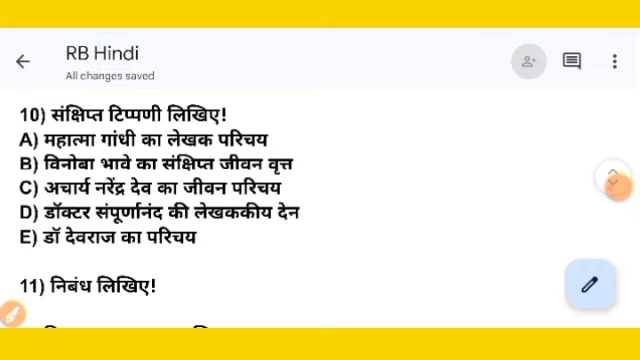 RB Hindi
All changes saved
10) संक्षिप्त टिप्पणी लिखिए!
A) महात्मा गांधी का लेखक परिचय
B) विनोबा भावे का संक्षिप्त जीवन वृत्त
C) अचार्य नरेंद्र देव का जीवन परिचय
D) डॉक्टर संपूर्णानंद की लेखककीय देन
E) डॉ देवराज का परिचय
11) निबंध लिखिए!